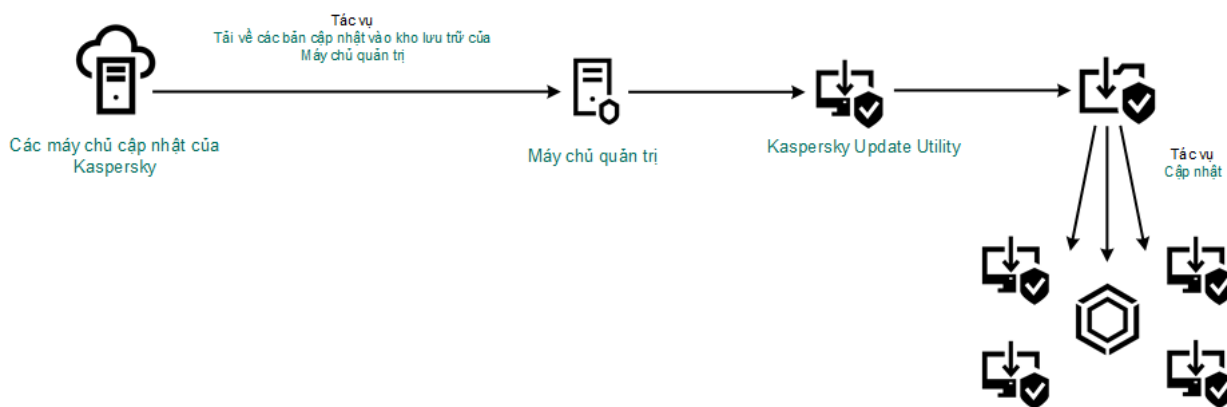 Tác vụ
Tải về các bản cập nhật vào kho lưu trữ của
Máy chủ quản trị
Các máy chủ cập nhật của
Kaspersky
Máy chủ quản trị
Kaspersky Update Utility
Tác vụ
Cập nhật